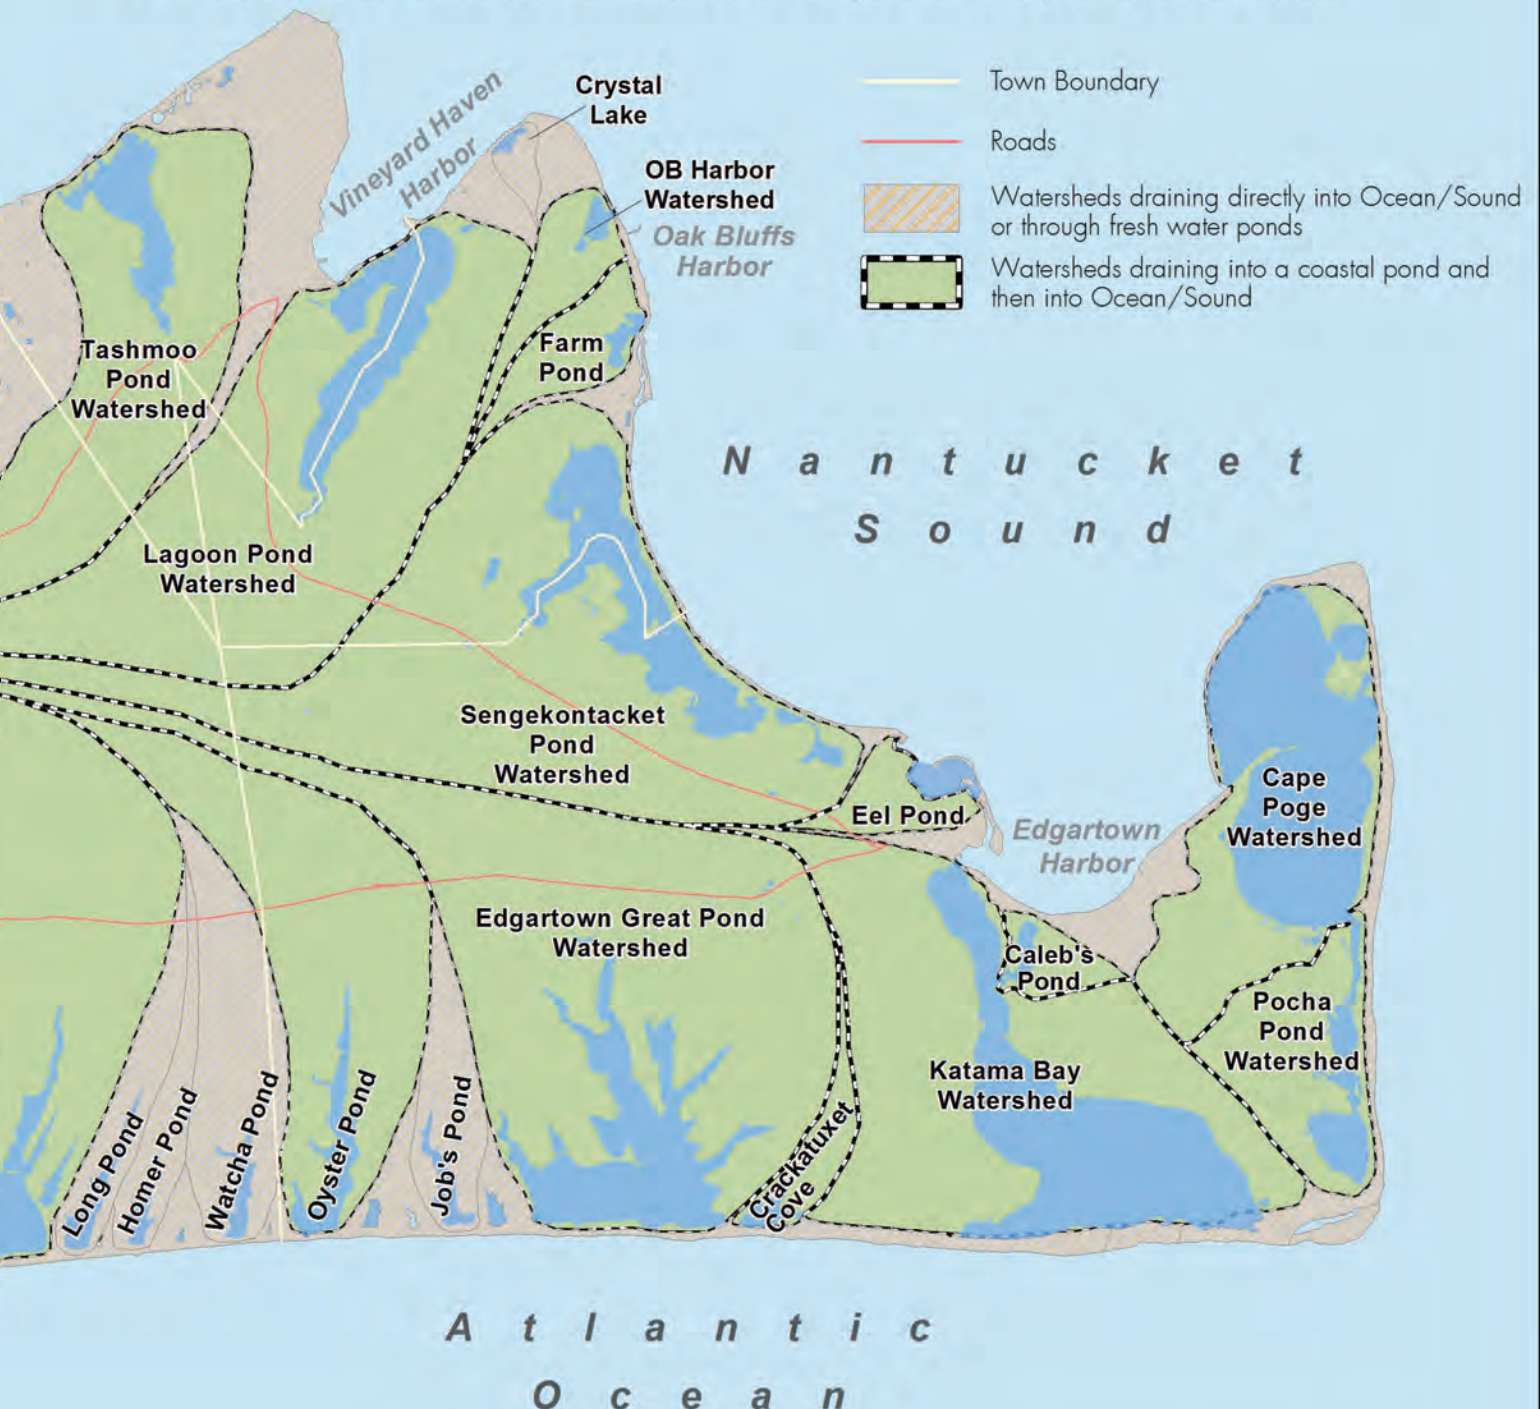 Crystal
Lake
Vineyard Haven
Harbor
OB Harbor
Watershed
Oak Bluffs
Harbor
Town Boundary
Roads
Watersheds draining directly into Ocean/Sound
or through fresh water ponds
Watersheds draining into a coastal pond and
then into Ocean/Sound
Tashmoo
Pond
Watershed
Farm
Pond
Nantucket
Sound
Lagoon Pond
Watershed
Sengekontacket
Pond
Watershed
Eel Pond
Edgartown
Harbor
Cape
Poge
Watershed
Edgartown Great Pond
Watershed
Caleb's
Pond
Pocha
Pond
Watershed
Katama Bay
Watershed
Long Pond
Homer Pond
Watcha Pond
Oyster Pond
Job's Pond
Crackatuxet
Cove
Atlantic
Ocean